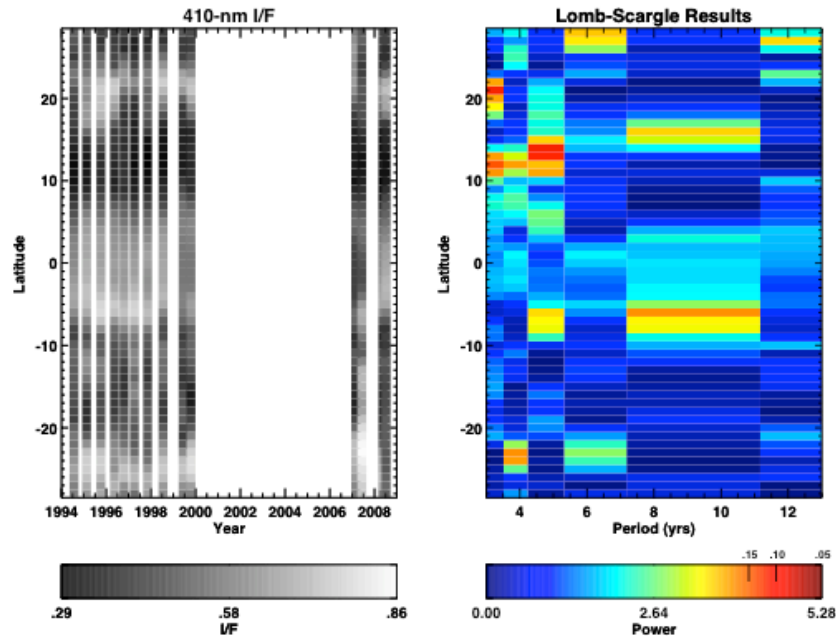 410-nm I/F
Lomb-Scargle Results
Latitude
20
10
0
-10
-20
1994 1996 1998 2000 2002 2004 2006 2008
Year
Latitude
20
10
0
-10
-20
4 6 8 10 12
Period (yrs)
.29 .58 .86
I/F
.15 .10 .05
0.00 2.64 5.28
Power